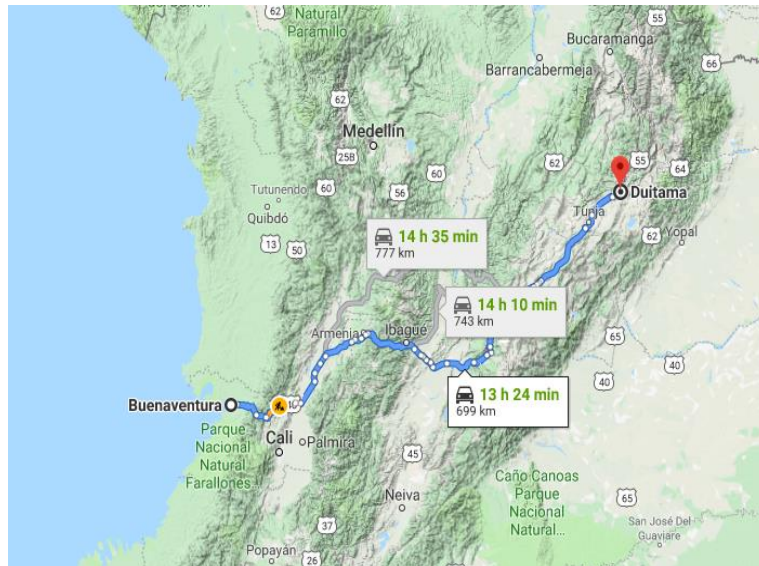 Natural
Paramillo
62
55
Bucaramanga
66
Barrancabermeja
62
Medellín
25B
62
55
64
60
60
56
Tutunendo
Quibdó
Duitama
Tunja
13
50
14 h 35 min
777 km
62
Yopal
14 h 10 min
743 km
Armenia
Ibagué
65
40
40
13 h 24 min
699 km
Buenaventura
Parque
Nacional
Natural
Farallones...
Cali
Palmira
45
Neiva
Caño Canoas
Parque
Nacional
Natural...
65
San José Del
Guaviare
37
Popayán
26